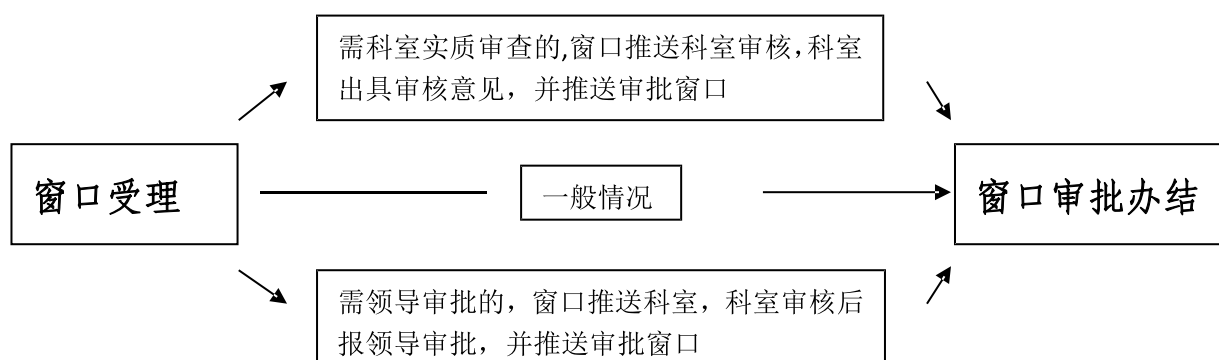 需科室实质审查的,窗口推送科室审核，科室
出具审核意见，并推送审批窗口
窗口受理
一般情况
窗口审批办结
需领导审批的，窗口推送科室，科室审核后
报领导审批，并推送审批窗口